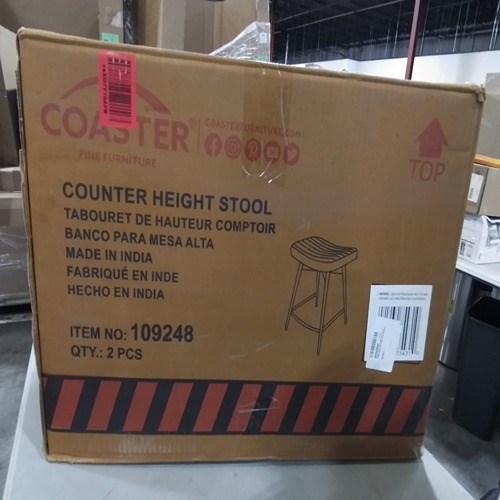 COASTER®
FINE FURNITURE
COASTERFURNITURE.COM
TOP
COUNTER HEIGHT STOOL
TABOURET DE HAUTEUR COMPTOIR
BANCO PARA MESA ALTA
MADE IN INDIA
FABRIQUÉ EN INDE
HECHO EN INDIA
ITEM NO: 109248
QTY.: 2 PCS